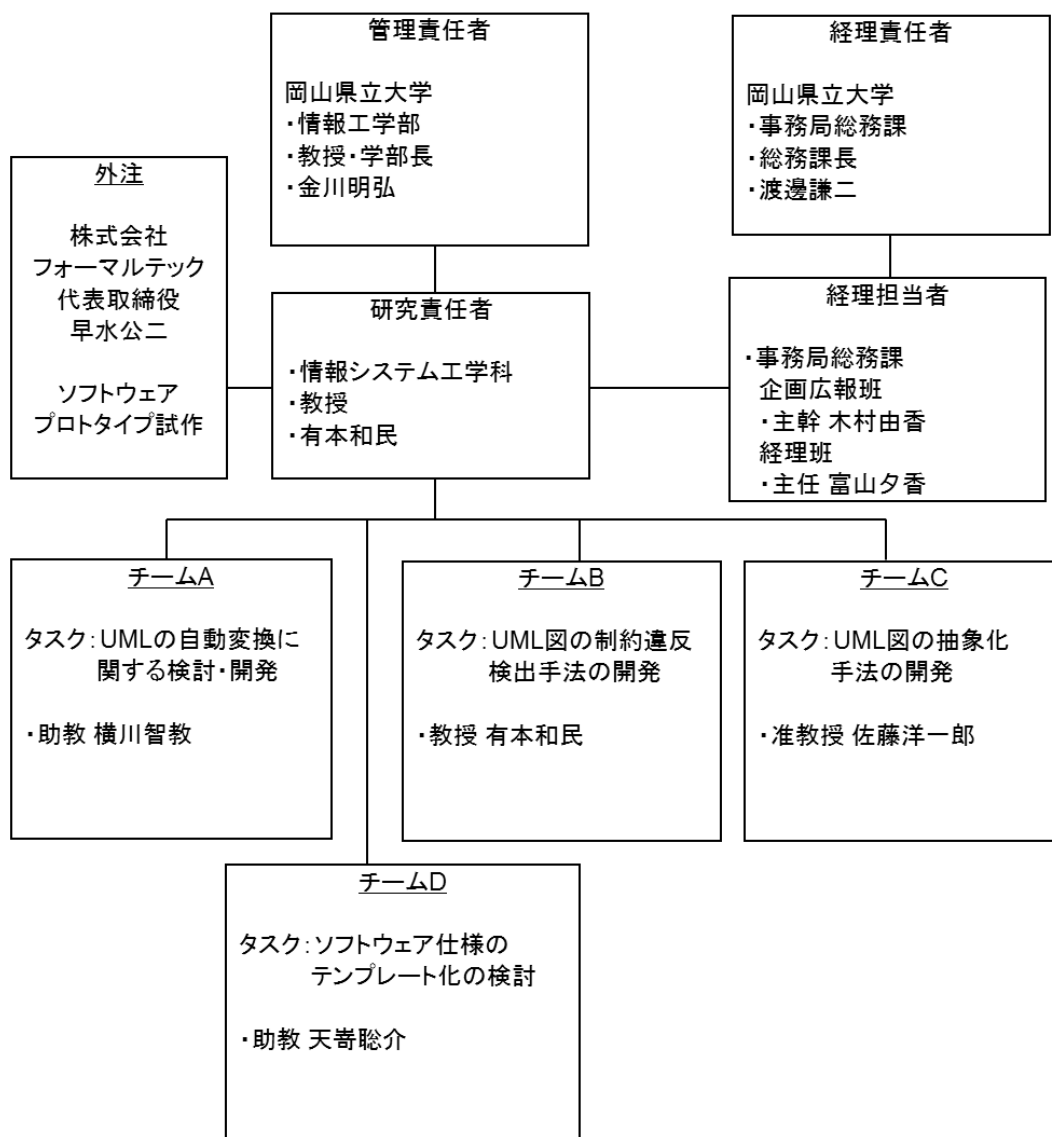 管理責任者
岡山県立大学
・情報工学部
・教授・学部長
・金川明弘
経理責任者
岡山県立大学
・事務局総務課
・総務課長
・渡邊謙二
外注
株式会社
フォーマルテック
代表取締役
早水公二
ソフトウェア
プロトタイプ試作
研究責任者
・情報システム工学科
・教授
・有本和民
経理担当者
・事務局総務課
企画広報班
・主幹 木村由香
経理班
・主任 富山夕香
チームA
タスク：UMLの自動変換に
関する検討・開発
・助教 横川智教
チームB
タスク：UML図の制約違反
検出手法の開発
・教授 有本和民
チームC
タスク：UML図の抽象化
手法の開発
・准教授 佐藤洋一郎
チームD
タスク：ソフトウェア仕様の
テンプレート化の検討
・助教 天嵜聡介